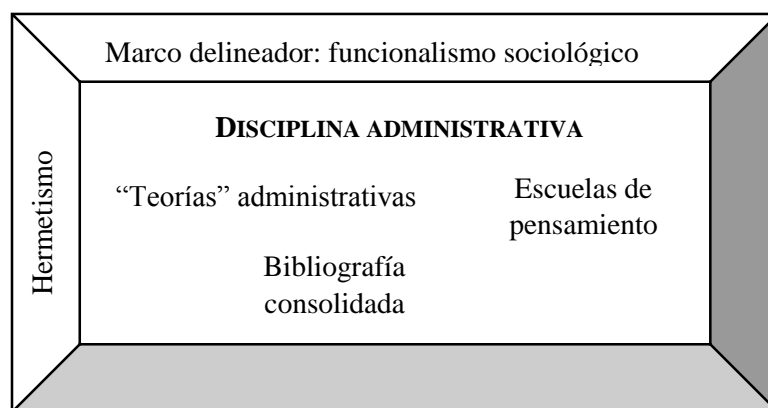 Marco delineador: funcionalismo sociológico
DISCIPLINA ADMINISTRATIVA
Hermetismo
“Teorías” administrativas
Escuelas de
pensamiento
Bibliografía
consolidada